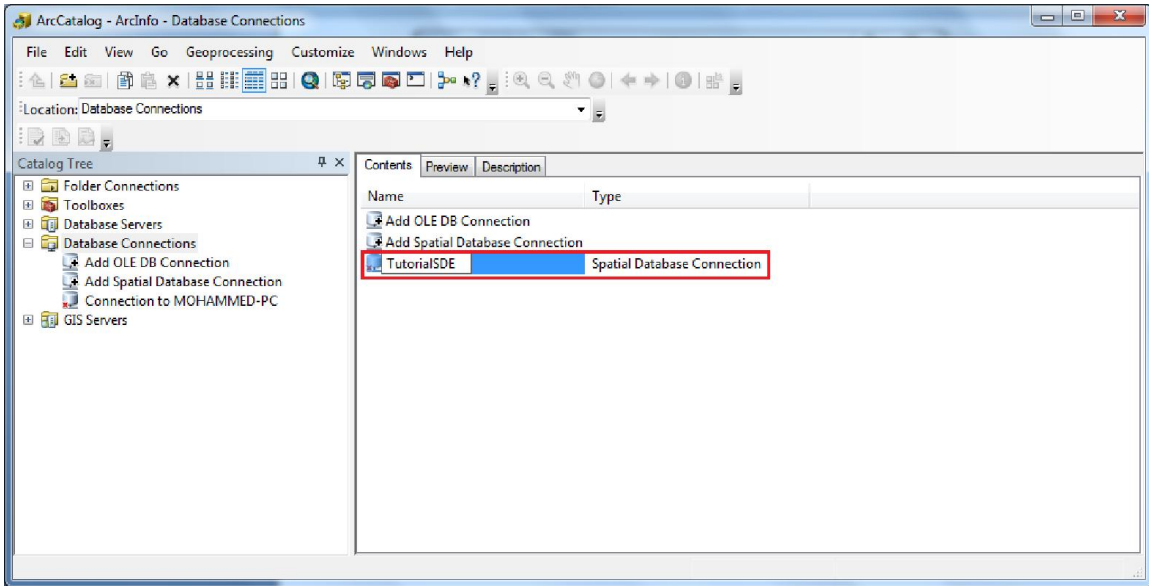 ArcCatalog - ArcInfo - Database Connections
File Edit View Go Geoprocessing Customize Windows Help
Location: Database Connections
Catalog Tree
Folder Connections
Toolboxes
Database Servers
Database Connections
Add OLE DB Connection
Add Spatial Database Connection
Connection to MOHAMMED-PC
GIS Servers
Contents Preview Description
Name Type
Add OLE DB Connection
Add Spatial Database Connection
TutorialSDE Spatial Database Connection